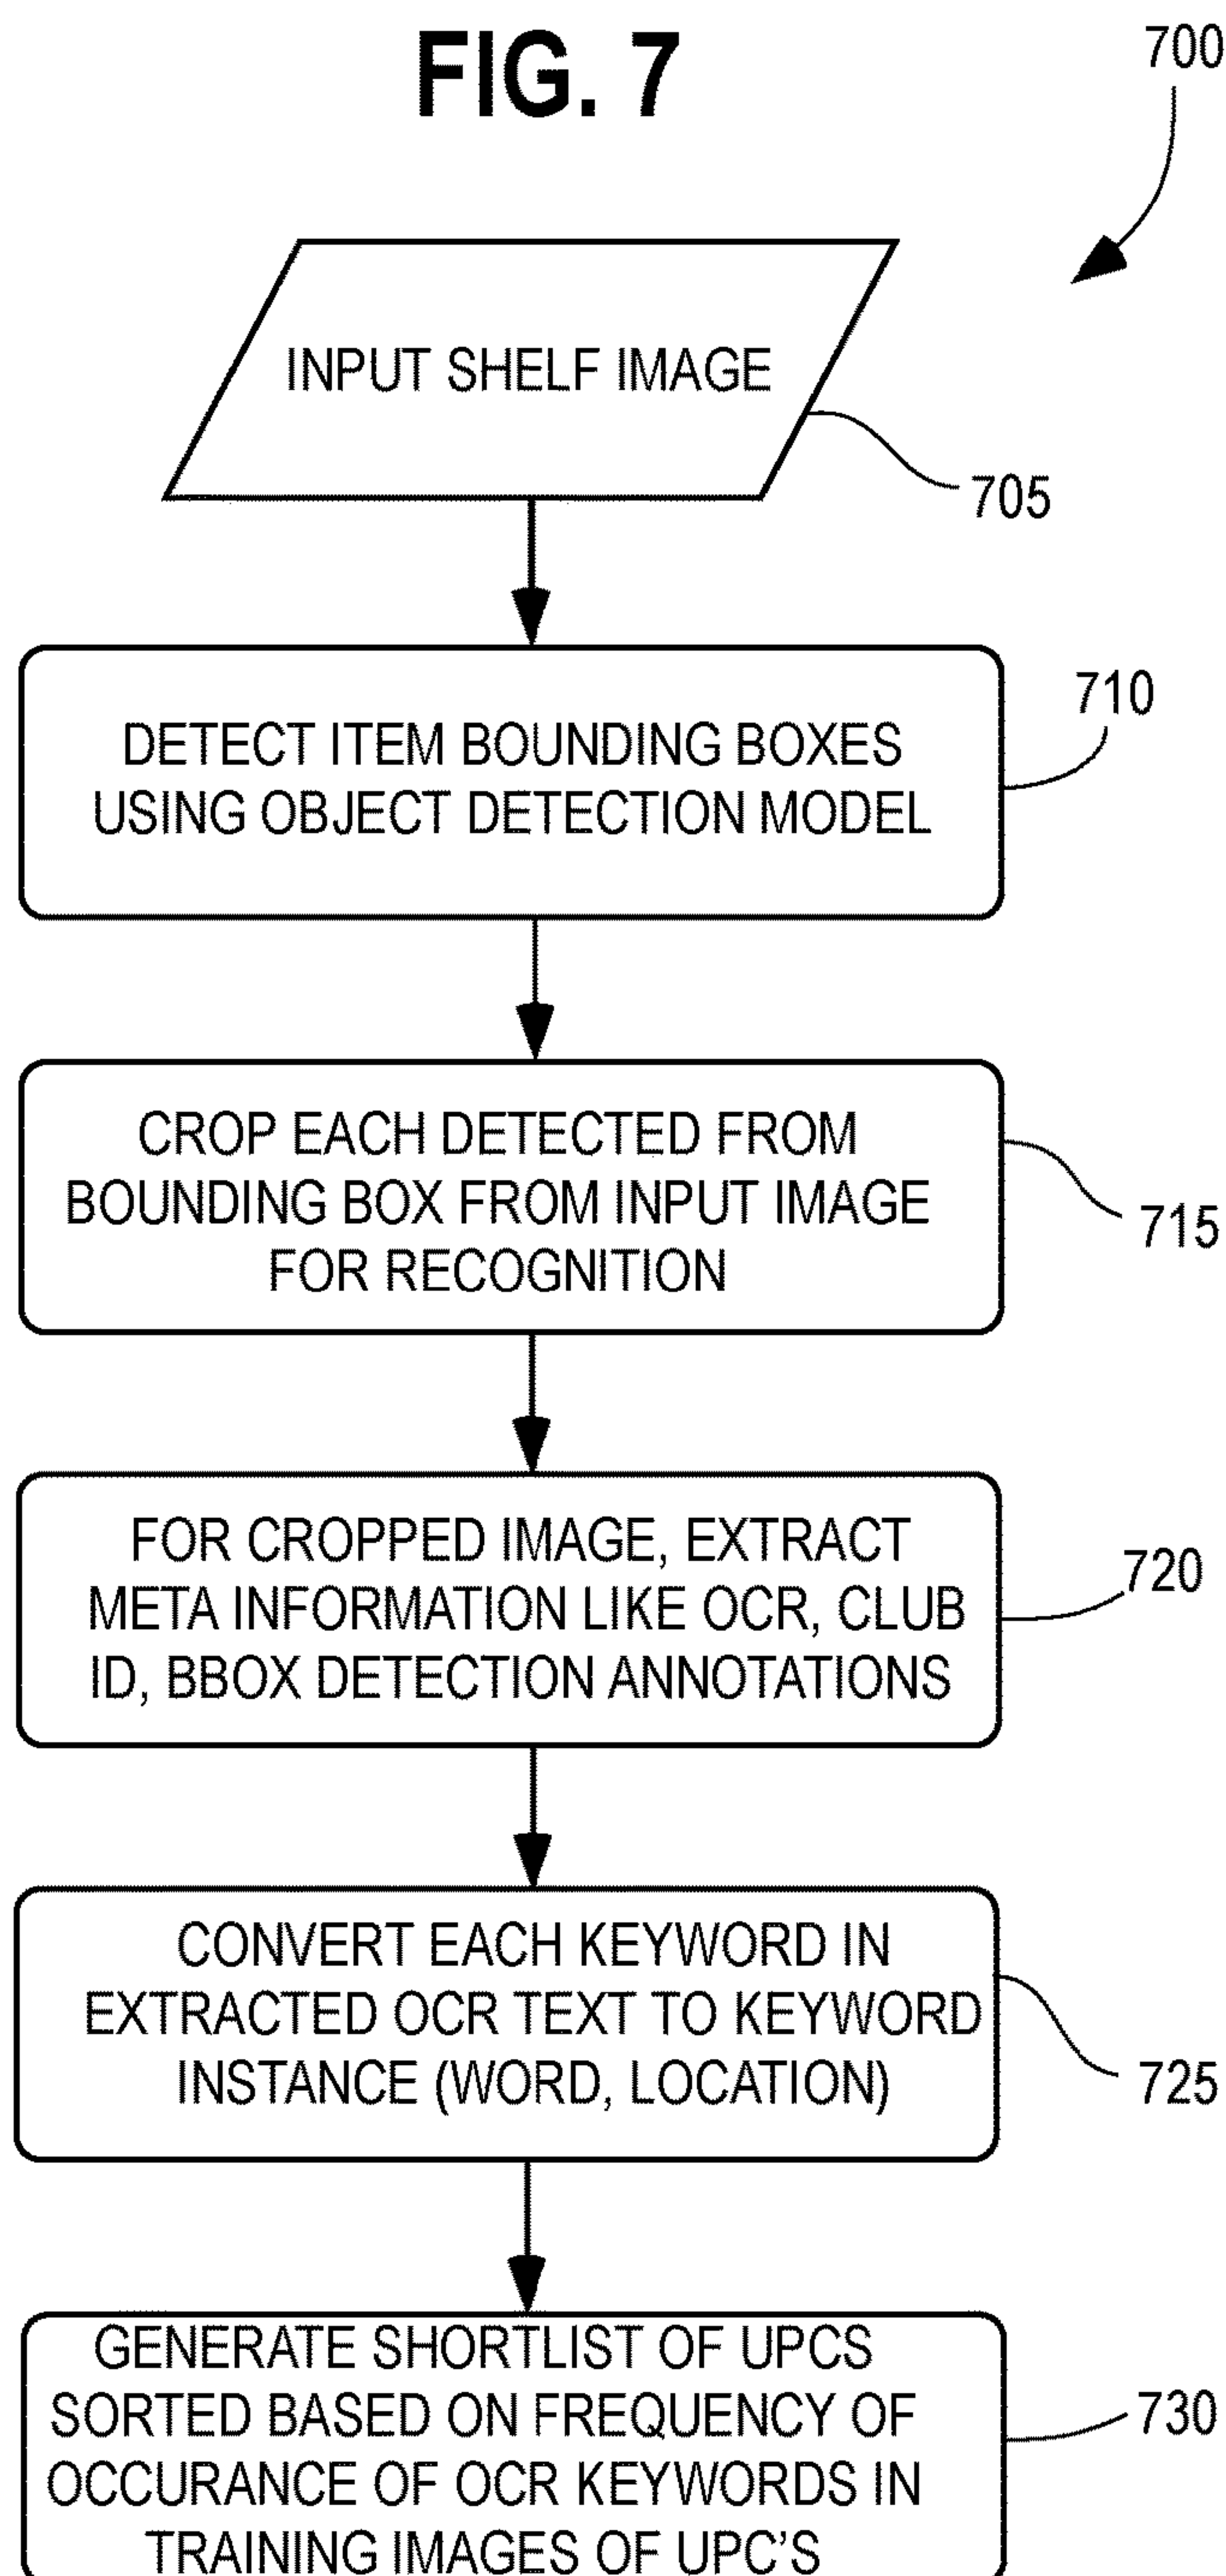 FIG. 7
700
INPUT SHELF IMAGE
705
DETECT ITEM BOUNDING BOXES
USING OBJECT DETECTION MODEL
710
CROP EACH DETECTED FROM
BOUNDING BOX FROM INPUT IMAGE
FOR RECOGNITION
715
FOR CROPPED IMAGE, EXTRACT
META INFORMATION LIKE OCR, CLUB
ID, BBOX DETECTION ANNOTATIONS
720
CONVERT EACH KEYWORD IN
EXTRACTED OCR TEXT TO KEYWORD
INSTANCE (WORD, LOCATION)
725
GENERATE SHORTLIST OF UPCS
SORTED BASED ON FREQUENCY OF
OCCURANCE OF OCR KEYWORDS IN
TRAINING IMAGES OF UPC'S
730